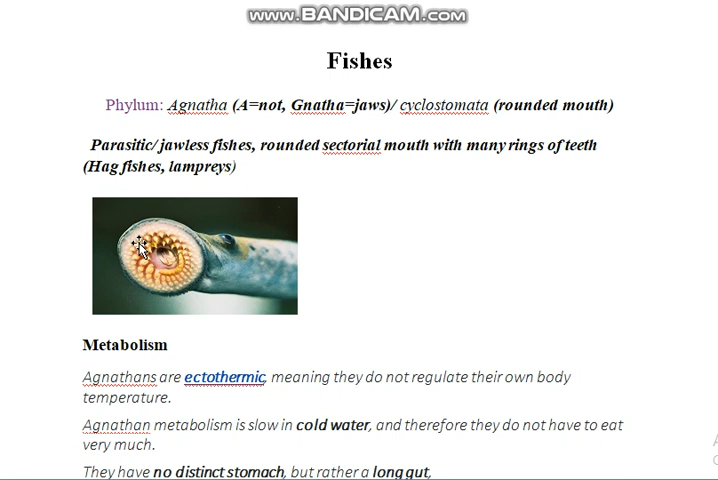 www.BANDICAM.com
Fishes
Phylum: Agnatha (A=not, Gnatha=jaws)/ cyclostomata (rounded mouth)
Parasitic/ jawless fishes, rounded sectorial mouth with many rings of teeth
(Hag fishes, lampreys)
Metabolism
Agnathans are ectothermic, meaning they do not regulate their own body
temperature.
Agnathan metabolism is slow in cold water, and therefore they do not have to eat
very much.
They have no distinct stomach, but rather a long gut,